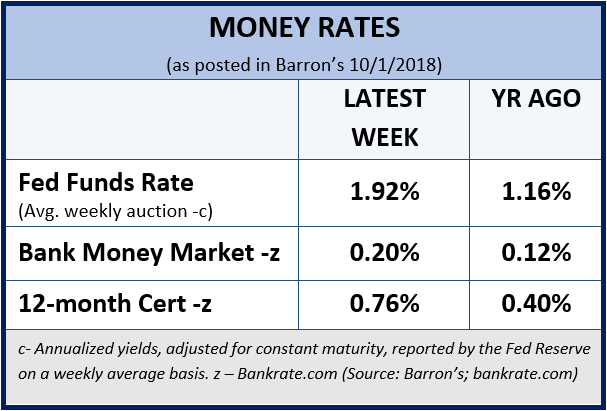 MONEY RATES
(as posted in Barron’s 10/1/2018)
LATEST WEEK YR AGO
Fed Funds Rate
(Avg. weekly auction -c) 1.92% 1.16%
Bank Money Market -z 0.20% 0.12%
12-month Cert -z 0.76% 0.40%
c- Annualized yields, adjusted for constant maturity, reported by the Fed Reserve
on a weekly average basis. z – Bankrate.com (Source: Barron’s; bankrate.com)